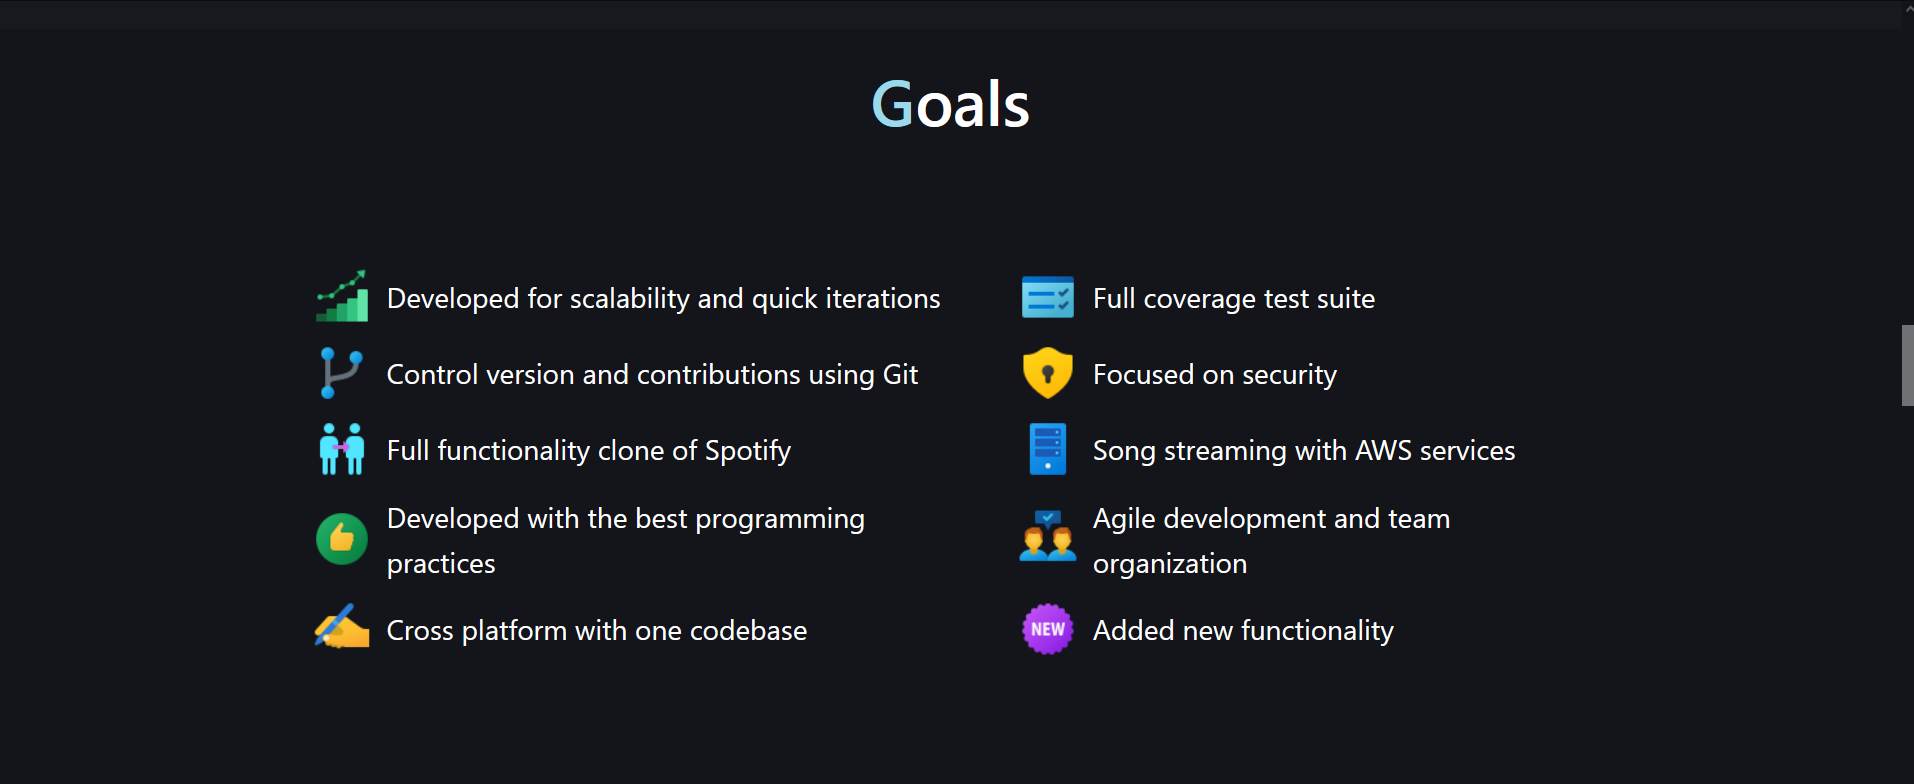 Goals
Developed for scalability and quick iterations
Control version and contributions using Git
Full functionality clone of Spotify
Developed with the best programming
practices
Cross platform with one codebase
Full coverage test suite
Focused on security
Song streaming with AWS services
Agile development and team
organization
NEW
Added new functionality